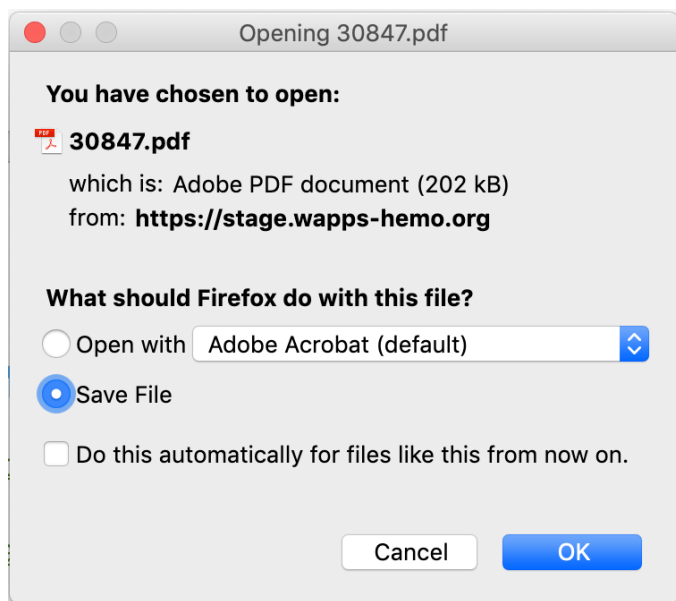 Opening 30847.pdf
You have chosen to open:
PDF
30847.pdf
which is: Adobe PDF document (202 kB)
from: https://stage.wapps-hemo.org
What should Firefox do with this file?
Open with Adobe Acrobat (default)
Save File
Do this automatically for files like this from now on.
Cancel OK